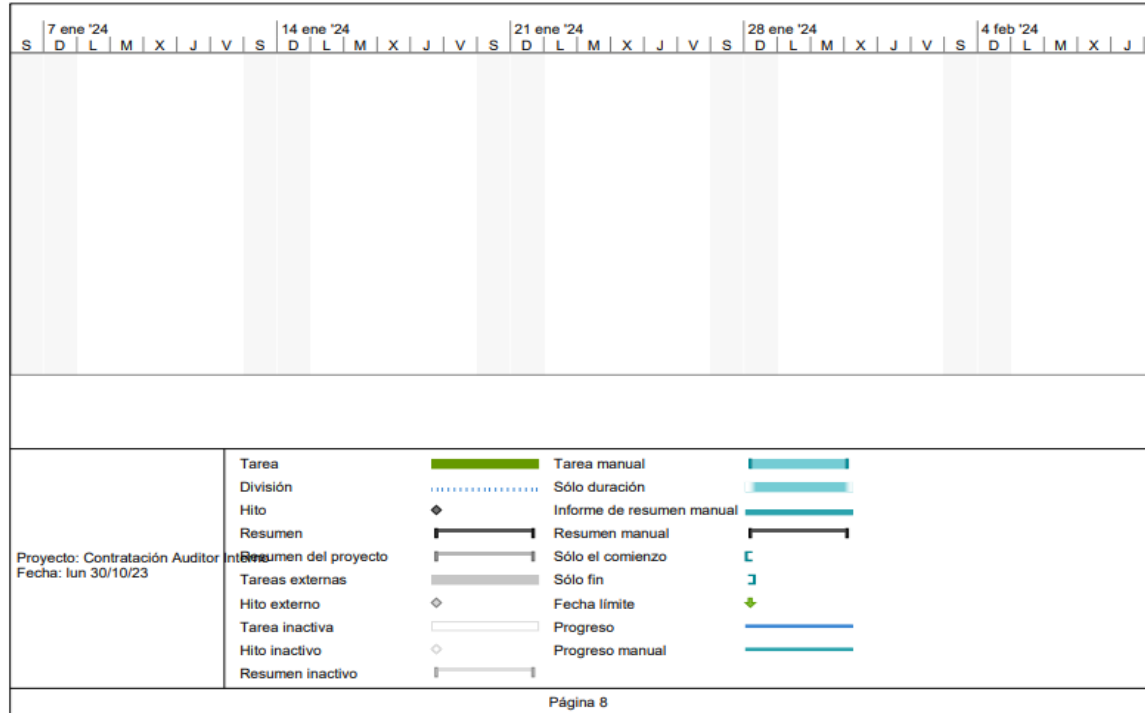 7 ene '24 14 ene '24 21 ene '24 28 ene '24 4 feb '24
S D L M X J V S D L M X J V S D L M X J V S D L M X J V S D L M X J
Tarea Tarea manual
División Sólo duración
Hito Informe de resumen manual
Resumen Resumen manual
Proyecto: Contratación Auditor Interno
Fecha: lun 30/10/23
Resumen del proyecto Sólo el comienzo
Tareas externas Sólo fin
Hito externo Fecha límite
Tarea inactiva Progreso
Hito inactivo Progreso manual
Resumen inactivo
Página 8